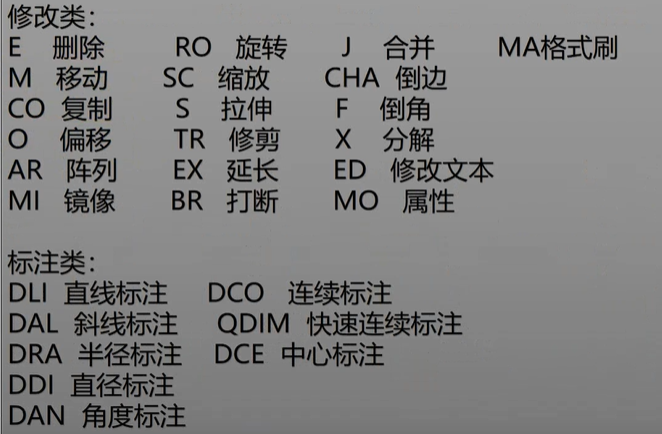 修改类：
E 删除 RO 旋转 J 合并 MA格式刷
M 移动 SC 缩放 CHA 倒边
CO 复制 S 拉伸 F 倒角
O 偏移 TR 修剪 X 分解
AR 阵列 EX 延长 ED 修改文本
MI 镜像 BR 打断 MO 属性
标注类：
DLI 直线标注 DCO 连续标注
DAL 斜线标注 QDIM 快速连续标注
DRA 半径标注 DCE 中心标注
DDI 直径标注
DAN 角度标注